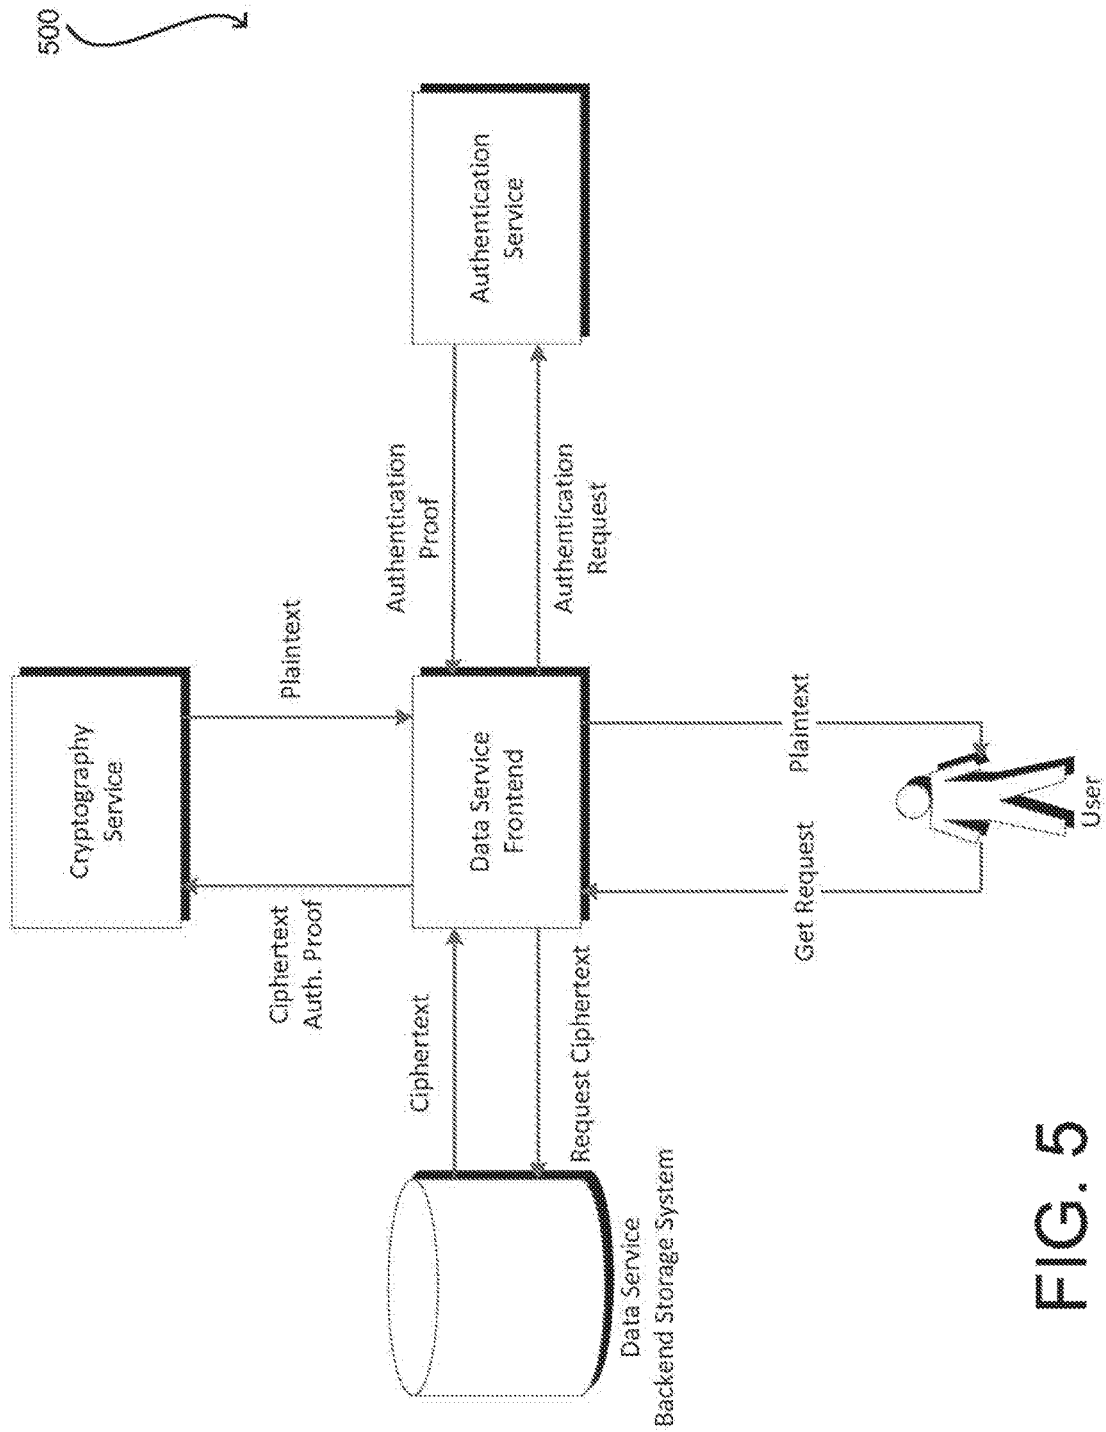 500
Cryptography
Service
Ciphertext
Auth. Proof
Plaintext
Ciphertext
Request Ciphertext
Data Service
Backend Storage System
Data Service
Frontend
Authentication
Proof
Authentication
Request
Authentication
Service
Get Request
Plaintext
User
FIG. 5